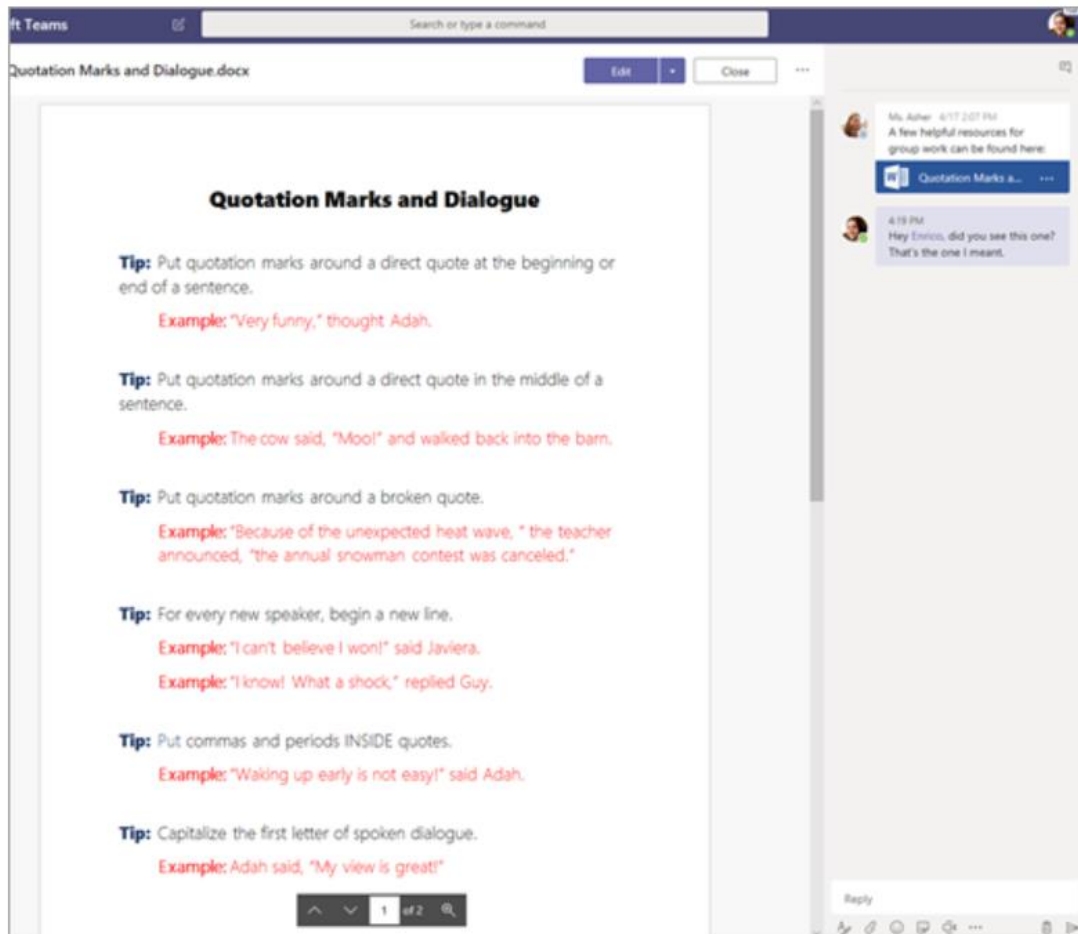 ft Teams
Search or type a command
Quotation Marks and Dialogue.docx
Edit
Close
Quotation Marks and Dialogue
Tip: Put quotation marks around a direct quote at the beginning or
end of a sentence.
Example: "Very funny," thought Adah.
Tip: Put quotation marks around a direct quote in the middle of a
sentence.
Example: The cow said, "Moo!" and walked back into the barn.
Tip: Put quotation marks around a broken quote.
Example: "Because of the unexpected heat wave, " the teacher
announced, "the annual snowman contest was canceled."
Tip: For every new speaker, begin a new line.
Example: "I can't believe I won!" said Javiera.
Example: "I know! What a shock," replied Guy.
Tip: Put commas and periods INSIDE quotes.
Example: "Waking up early is not easy!" said Adah.
Tip: Capitalize the first letter of spoken dialogue.
Example: Adah said, "My view is great!"
1 of 2
Ms. Asher 4/17 2:07 PM
A few helpful resources for
group work can be found here:
Quotation Marks a...
4:19 PM
Hey Enrico, did you see this one?
That's the one I meant.
Reply